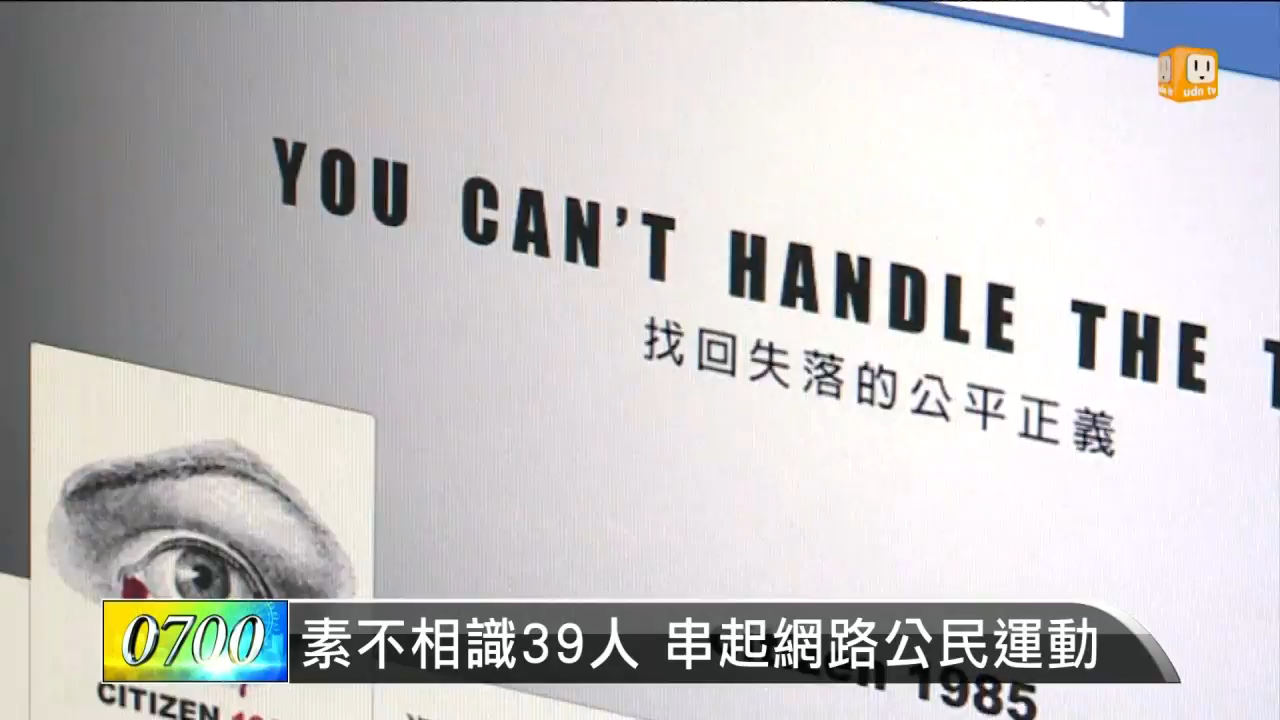 udn tv
YOU CAN'T HANDLE THE
找回失落的公平正義
0700 素不相識39人 串起網路公民運動
CITIZEN
1985